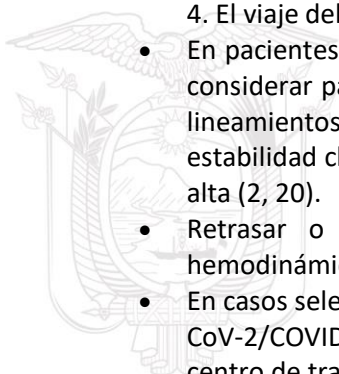 4. El viaje del
• En pacientes
considerar pa
lineamientos
estabilidad cl
alta (2, 20).
• Retrasar o
hemodinámi
• En casos sele
CoV-2/COVID
centro de tra